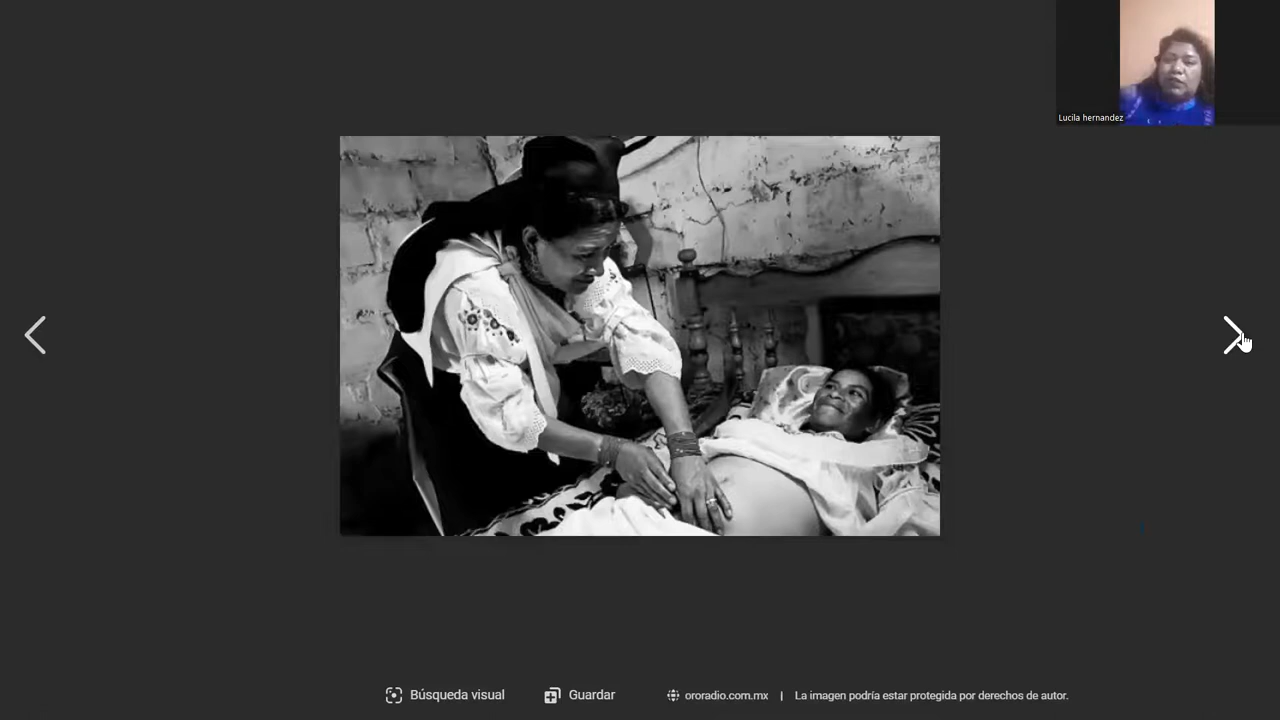 Lucila hernandez
Búsqueda visual
Guardar
ororadio.com.mx | La imagen podría estar protegida por derechos de autor.